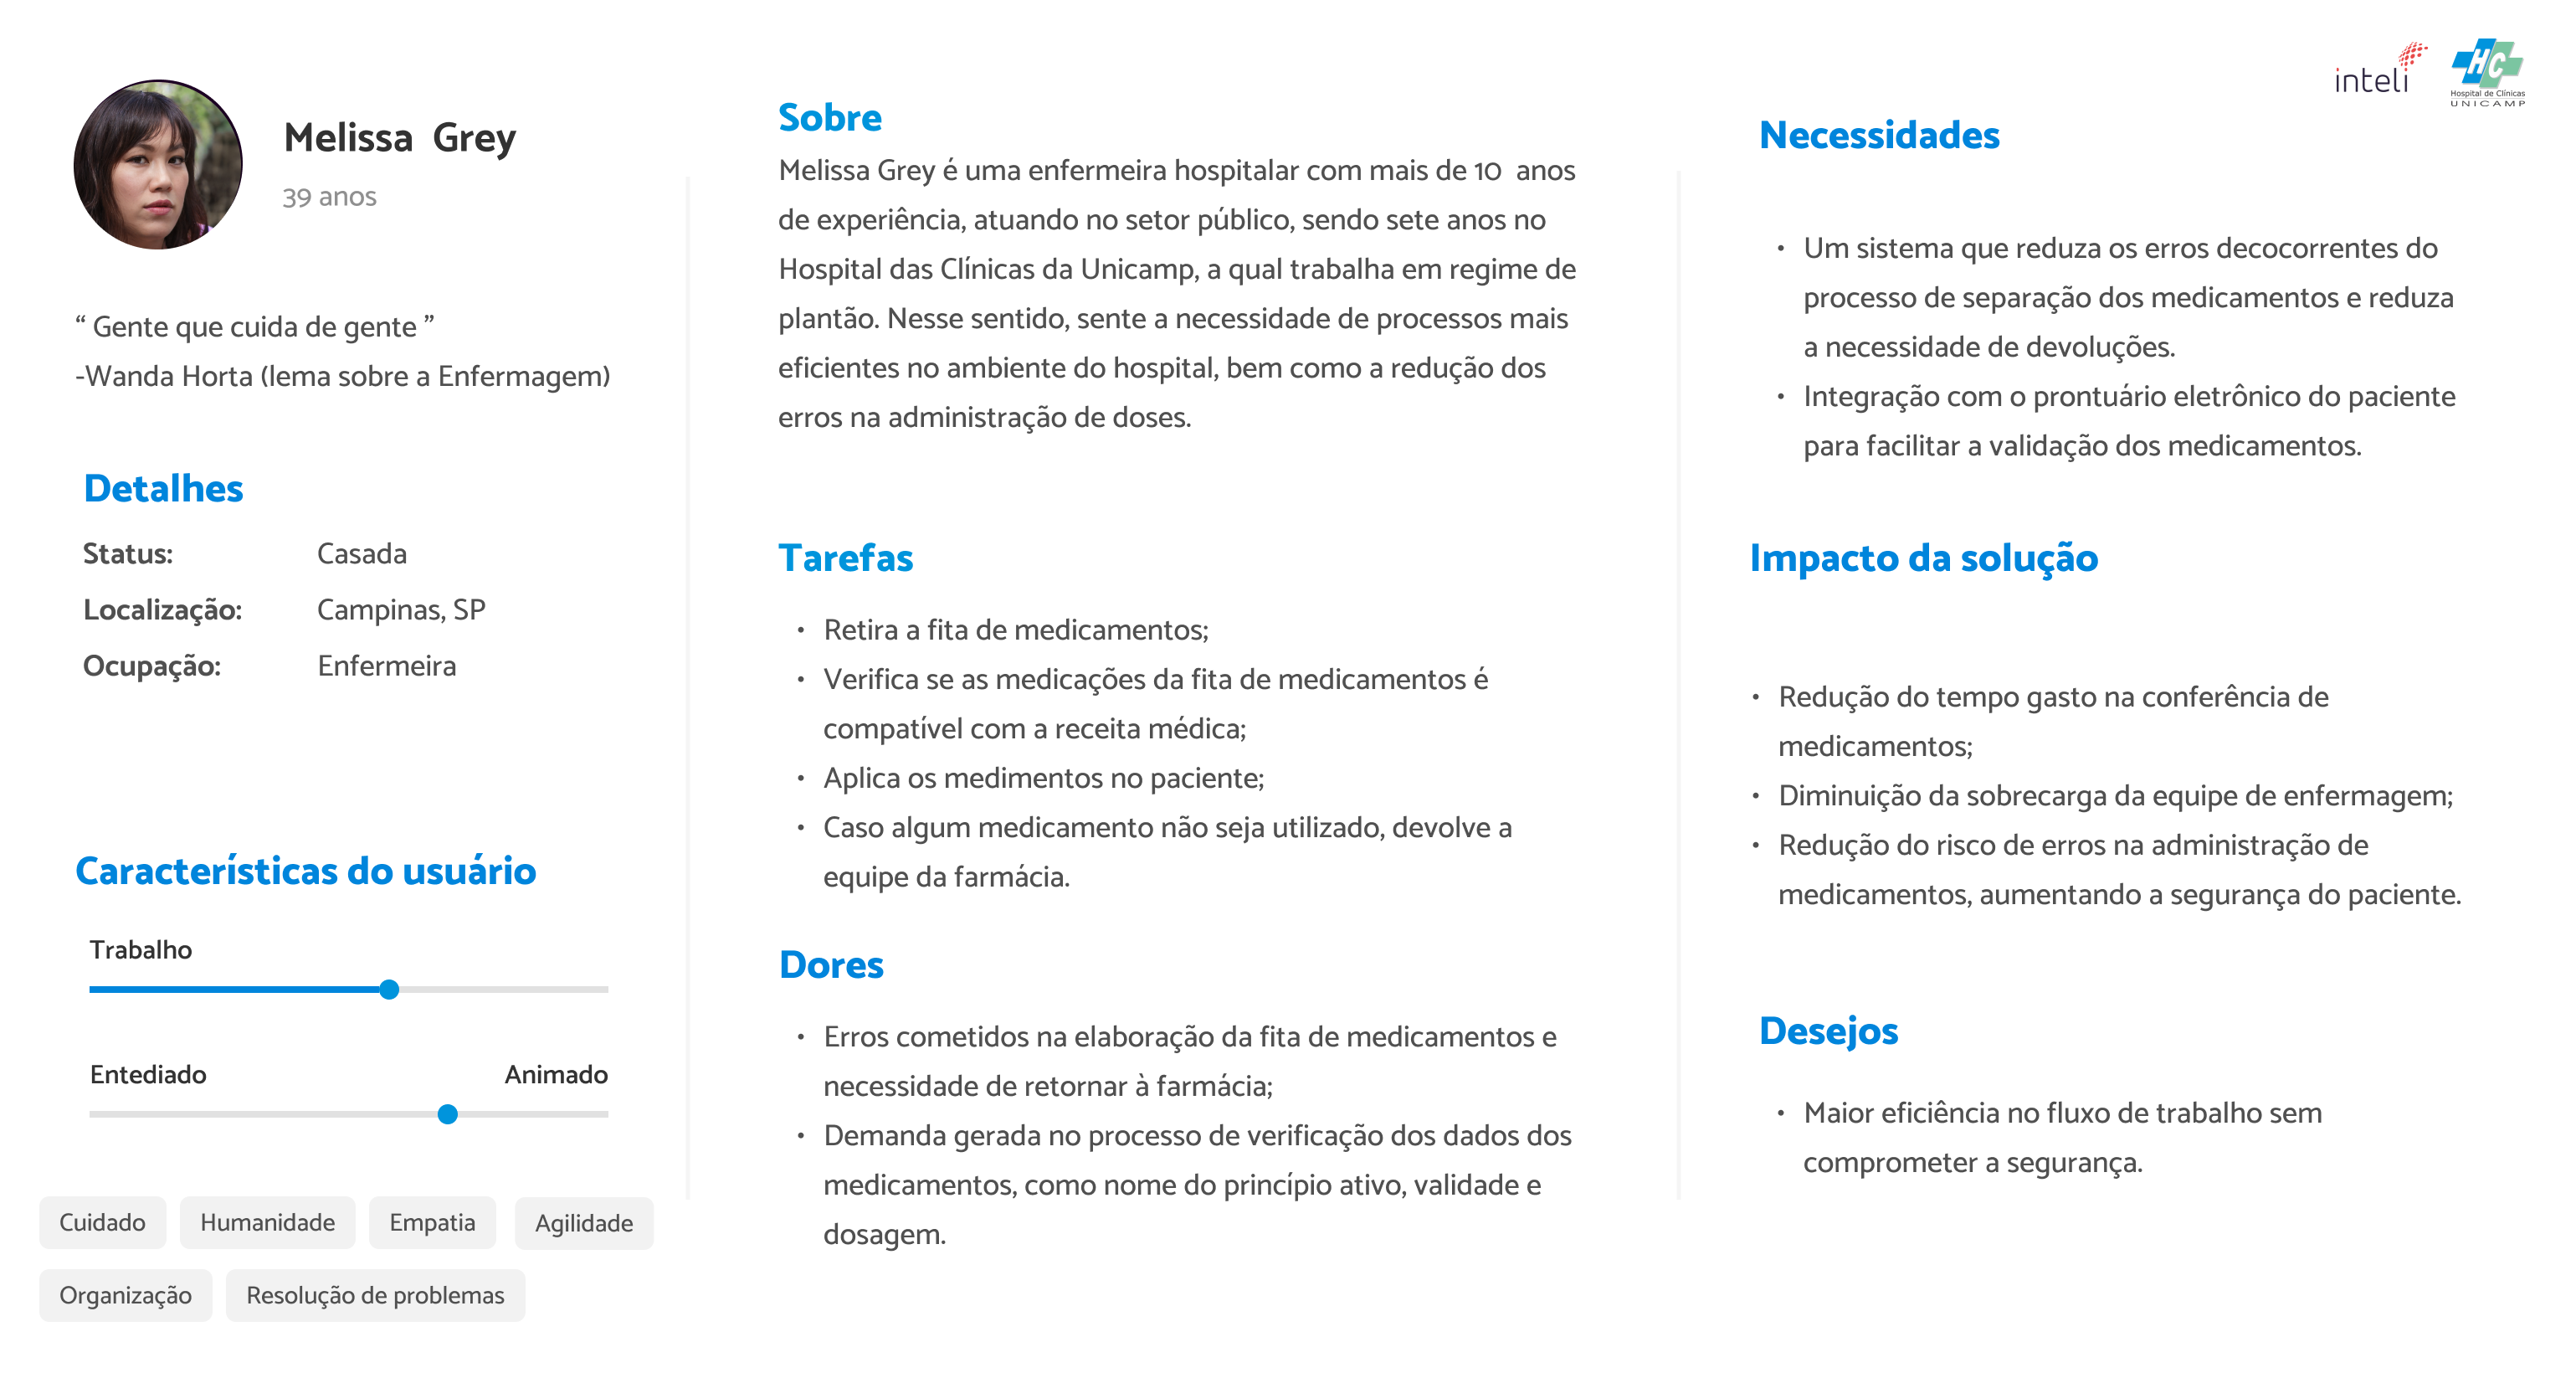 Melissa Grey
39 anos
“ Gente que cuida de gente ”
-Wanda Horta (lema sobre a Enfermagem)
Detalhes
Status: Casada
Localização: Campinas, SP
Ocupação: Enfermeira
Características do usuário
Trabalho
Entediado Animado
Cuidado Humanidade Empatia Agilidade
Organização Resolução de problemas
Sobre
Melissa Grey é uma enfermeira hospitalar com mais de 10 anos
de experiência, atuando no setor público, sendo sete anos no
Hospital das Clínicas da Unicamp, a qual trabalha em regime de
plantão. Nesse sentido, sente a necessidade de processos mais
eficientes no ambiente do hospital, bem como a redução dos
erros na administração de doses.
Tarefas
• Retira a fita de medicamentos;
• Verifica se as medicações da fita de medicamentos é
compatível com a receita médica;
• Aplica os medimentos no paciente;
• Caso algum medicamento não seja utilizado, devolve a
equipe da farmácia.
Dores
• Erros cometidos na elaboração da fita de medicamentos e
necessidade de retornar à farmácia;
• Demanda gerada no processo de verificação dos dados dos
medicamentos, como nome do princípio ativo, validade e
dosagem.
inteli
HC
Hospital de Clínicas
UNICAMP
Necessidades
• Um sistema que reduza os erros decocorrentes do
processo de separação dos medicamentos e reduza
a necessidade de devoluções.
• Integração com o prontuário eletrônico do paciente
para facilitar a validação dos medicamentos.
Impacto da solução
• Redução do tempo gasto na conferência de
medicamentos;
• Diminuição da sobrecarga da equipe de enfermagem;
• Redução do risco de erros na administração de
medicamentos, aumentando a segurança do paciente.
Desejos
• Maior eficiência no fluxo de trabalho sem
comprometer a segurança.